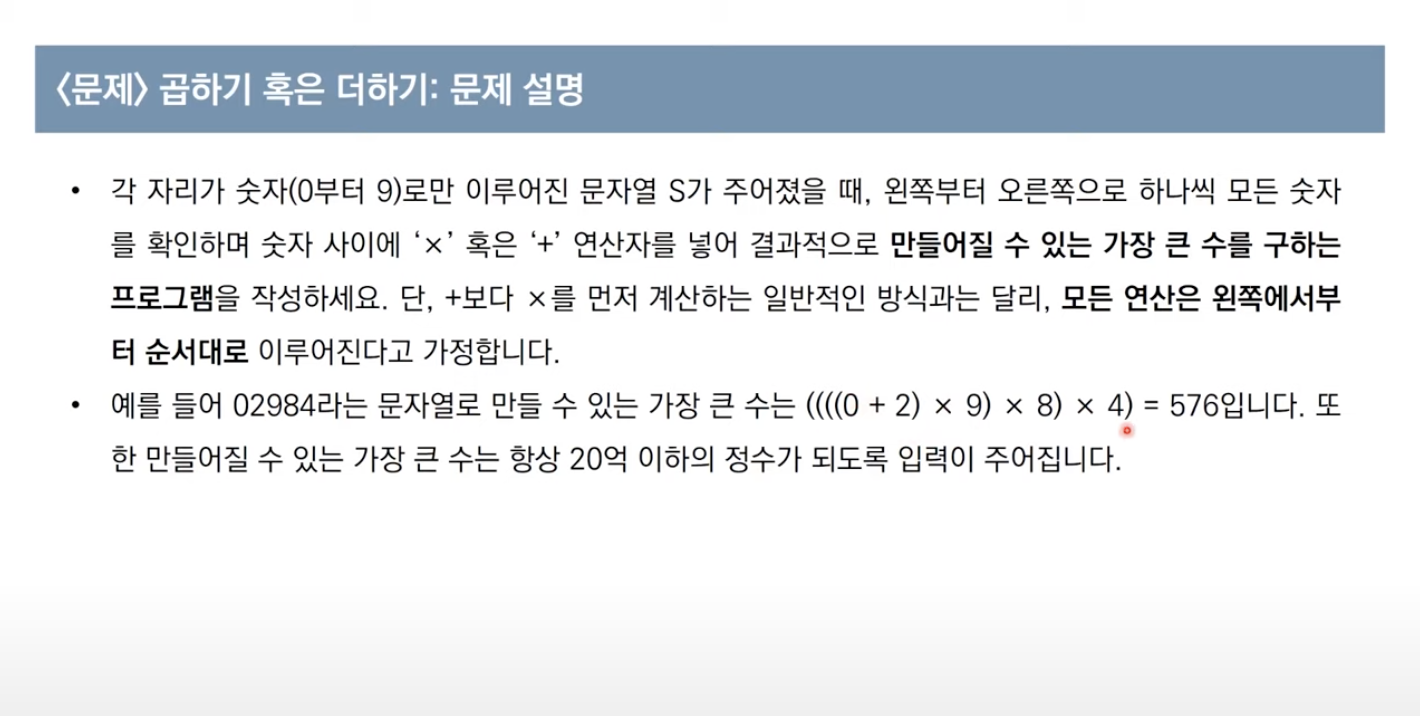 〈문제〉 곱하기 혹은 더하기: 문제 설명
• 각 자리가 숫자(0부터 9)로만 이루어진 문자열 S가 주어졌을 때, 왼쪽부터 오른쪽으로 하나씩 모든 숫자
를 확인하며 숫자 사이에 ‘×’ 혹은 ‘+’ 연산자를 넣어 결과적으로 만들어질 수 있는 가장 큰 수를 구하는
프로그램을 작성하세요. 단, +보다 ×를 먼저 계산하는 일반적인 방식과는 달리, 모든 연산은 왼쪽에서부
터 순서대로 이루어진다고 가정합니다.
• 예를 들어 02984라는 문자열로 만들 수 있는 가장 큰 수는 ((((0 + 2) × 9) × 8) × 4) = 576입니다. 또
한 만들어질 수 있는 가장 큰 수는 항상 20억 이하의 정수가 되도록 입력이 주어집니다.